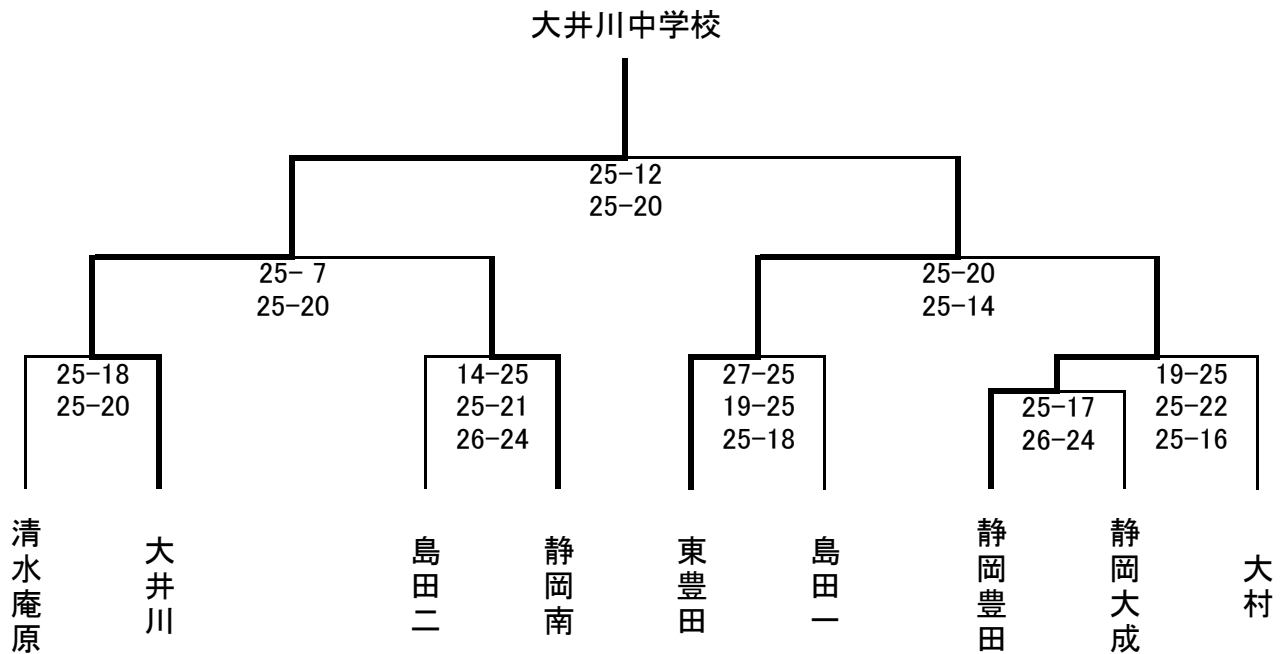 大井川中学校
25-12
25-20
25- 7
25-20
25-20
25-14
25-18
25-20
14-25
25-21
26-24
27-25
19-25
25-18
25-17
26-24
19-25
25-22
25-16
清水庵原
大井川
島田二
静岡南
東豊田
島田一
静岡豊田
静岡大成
大村